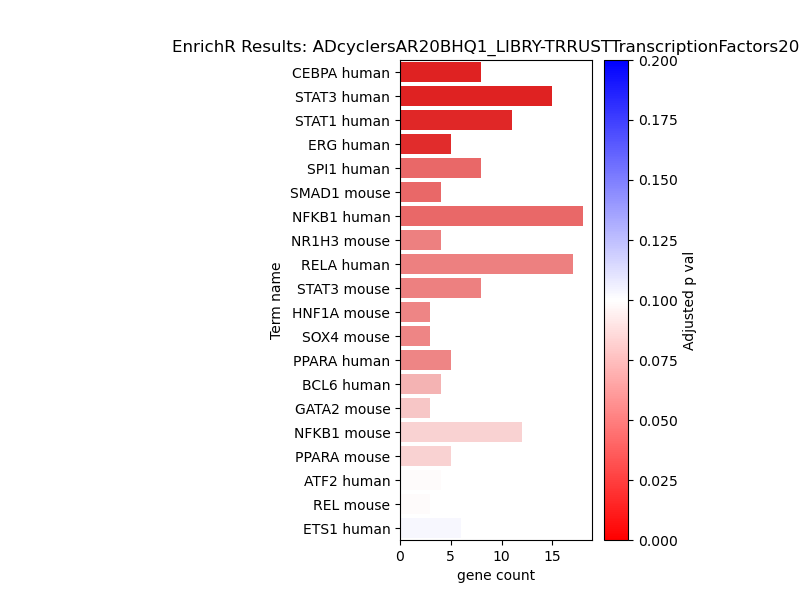 EnrichR Results: ADcyclersAR20BHQ1_LIBRY-TRRUSTTranscriptionFactors20
CEBPA human
STAT3 human
STAT1 human
ERG human
SPI1 human
SMAD1 mouse
NFKB1 human
NR1H3 mouse
RELA human
STAT3 mouse
HNF1A mouse
SOX4 mouse
PPARA human
BCL6 human
GATA2 mouse
NFKB1 mouse
PPARA mouse
ATF2 human
REL mouse
ETS1 human
Term name
0 5 10 15
gene count
0.200
0.175
0.150
0.125
0.100
0.075
0.050
0.025
0.000
Adjusted p val